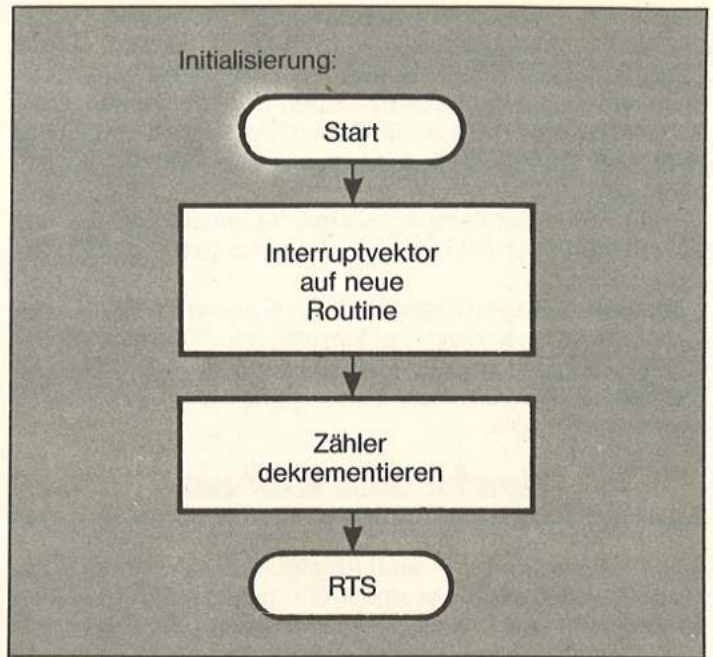 Initialisierung:
Start
Interruptvektor
auf neue
Routine
Zähler
dekrementieren
RTS